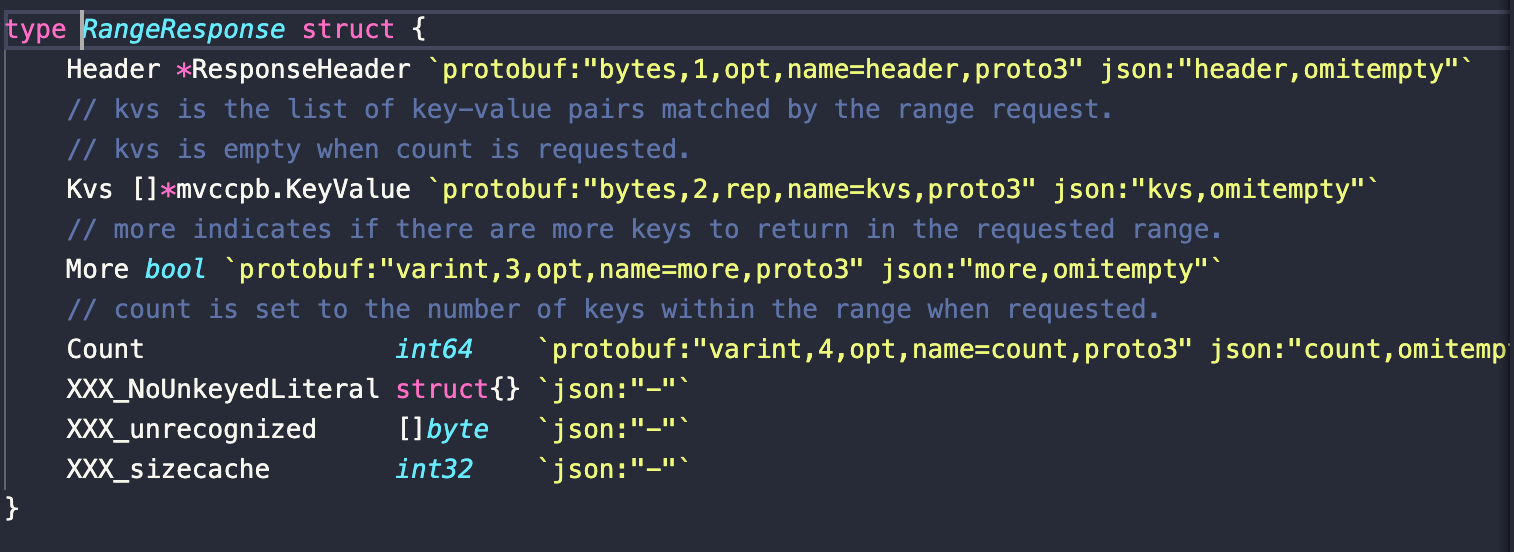 type RangeResponse struct {
    Header *ResponseHeader `protobuf:"bytes,1,opt,name=header,proto3" json:"header,omitempty"`
    // kvs is the list of key-value pairs matched by the range request.
    // kvs is empty when count is requested.
    Kvs []*mvccpb.KeyValue `protobuf:"bytes,2,rep,name=kvs,proto3" json:"kvs,omitempty"`
    // more indicates if there are more keys to return in the requested range.
    More bool `protobuf:"varint,3,opt,name=more,proto3" json:"more,omitempty"`
    // count is set to the number of keys within the range when requested.
    Count                int64    `protobuf:"varint,4,opt,name=count,proto3" json:"count,omitemp
    XXX_NoUnkeyedLiteral struct{} `json:"-"`
    XXX_unrecognized     []byte   `json:"-"`
    XXX_sizecache        int32    `json:"-"`
}